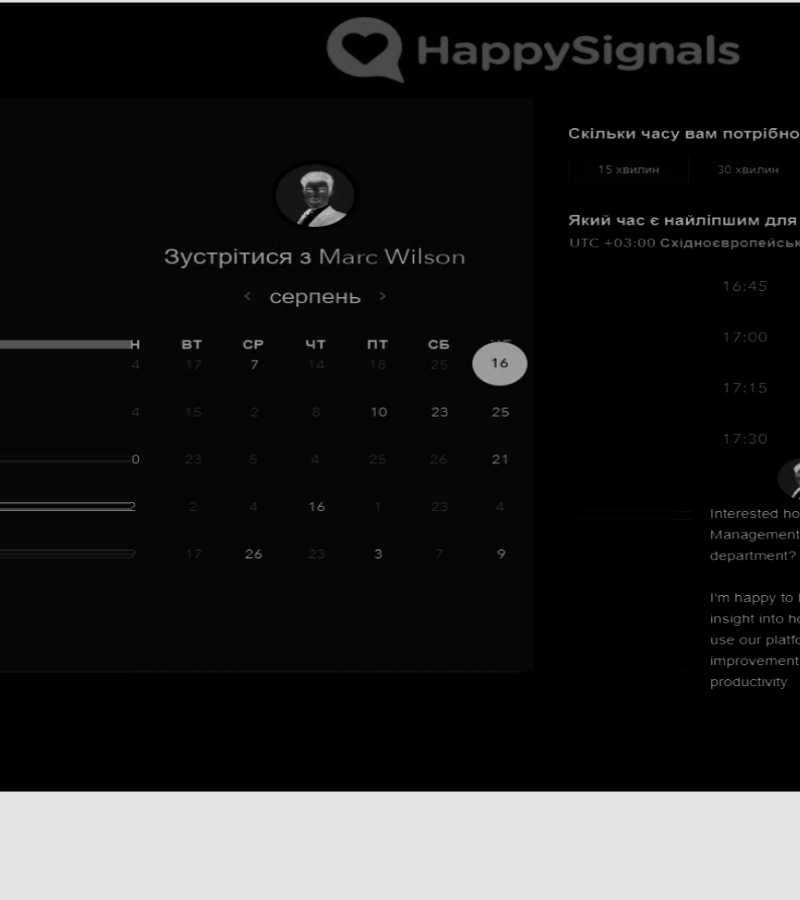 HappySignals
Зустрітися з Marc Wilson
< серпень >
Н ВТ СР ЧТ ПТ СБ
4 17 7 14 18 25 16
4 15 2 8 10 23 25
0 23 5 4 25 26 21
2 2 4 16 1 23 4
17 26 23 3 7 9
Скільки часу вам потрібно
15 хвилин 30 хвилин
Який час є найліпшим для
UTC +03:00 Східноєвропейськ
16:45
17:00
17:15
17:30
Interested ho
Management
department?
I'm happy to
insight into ho
use our platfo
improvement
productivity.